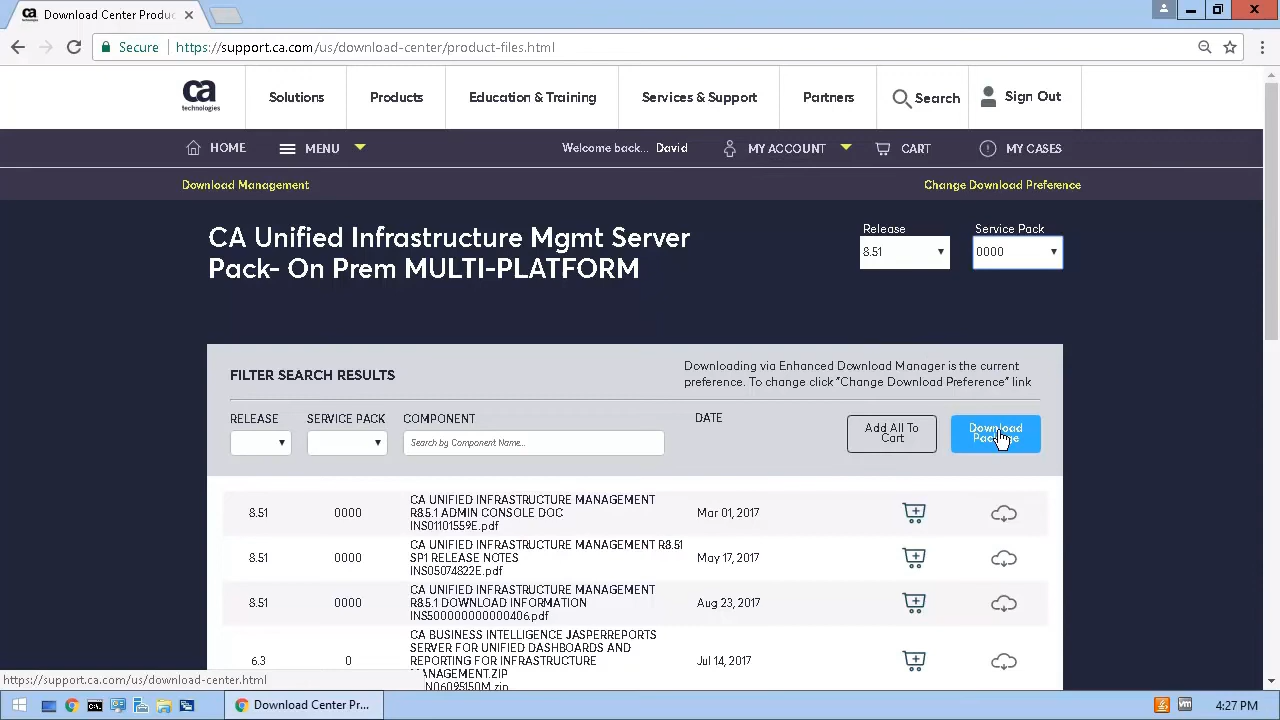 Download Center Produc
Secure
https://support.ca.com/us/download-center/product-files.html
ca
technologies
Solutions
Products
Education & Training
Services & Support
Partners
Search
Sign Out
HOME
MENU
Welcome back... David
MY ACCOUNT
CART
MY CASES
Download Management
Change Download Preference
CA Unified Infrastructure Mgmt Server
Pack- On Prem MULTI-PLATFORM
Release
Service Pack
8.51
0000
FILTER SEARCH RESULTS
Downloading via Enhanced Download Manager is the current
preference. To change click "Change Download Preference" link
RELEASE
SERVICE PACK
COMPONENT
DATE
Search by Component Name...
Add All To
Cart
Download
Package
8.51
0000
CA UNIFIED INFRASTRUCTURE MANAGEMENT
R8.5.1 ADMIN CONSOLE DOC
INS01101559E.pdf
Mar 01, 2017
8.51
0000
CA UNIFIED INFRASTRUCTURE MANAGEMENT R8.51
SP1 RELEASE NOTES
INS05074822E.pdf
May 17, 2017
8.51
0000
CA UNIFIED INFRASTRUCTURE MANAGEMENT
R8.5.1 DOWNLOAD INFORMATION
INS5000000000000406.pdf
Aug 23, 2017
6.3
0
CA BUSINESS INTELLIGENCE JASPERREPORTS
SERVER FOR UNIFIED DASHBOARDS AND
REPORTING FOR INFRASTRUCTURE
MANAGEMENT.ZIP
N06095150M.zip
Jul 14, 2017
https://support.ca.com/us/download-center.html
Download Center Pr...
4:27 PM